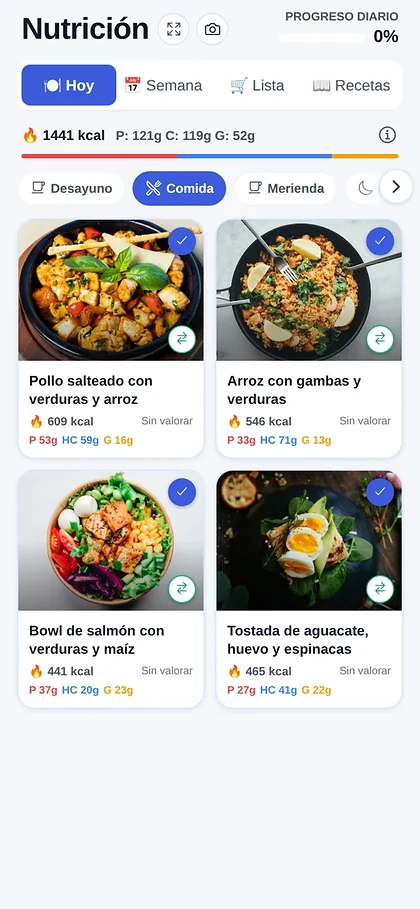 Nutrición
PROGRESO DIARIO
0%
🍽️ Hoy
📅 Semana
🛒 Lista
📖 Recetas
🔥 1441 kcal P: 121g C: 119g G: 52g
Desayuno
Comida
Merienda
Pollo salteado con
verduras y arroz
🔥 609 kcal Sin valorar
P 53g HC 59g G 16g
Arroz con gambas y
verduras
🔥 546 kcal Sin valorar
P 33g HC 71g G 13g
Bowl de salmón con
verduras y maíz
🔥 441 kcal Sin valorar
P 37g HC 20g G 23g
Tostada de aguacate,
huevo y espinacas
🔥 465 kcal Sin valorar
P 27g HC 41g G 22g